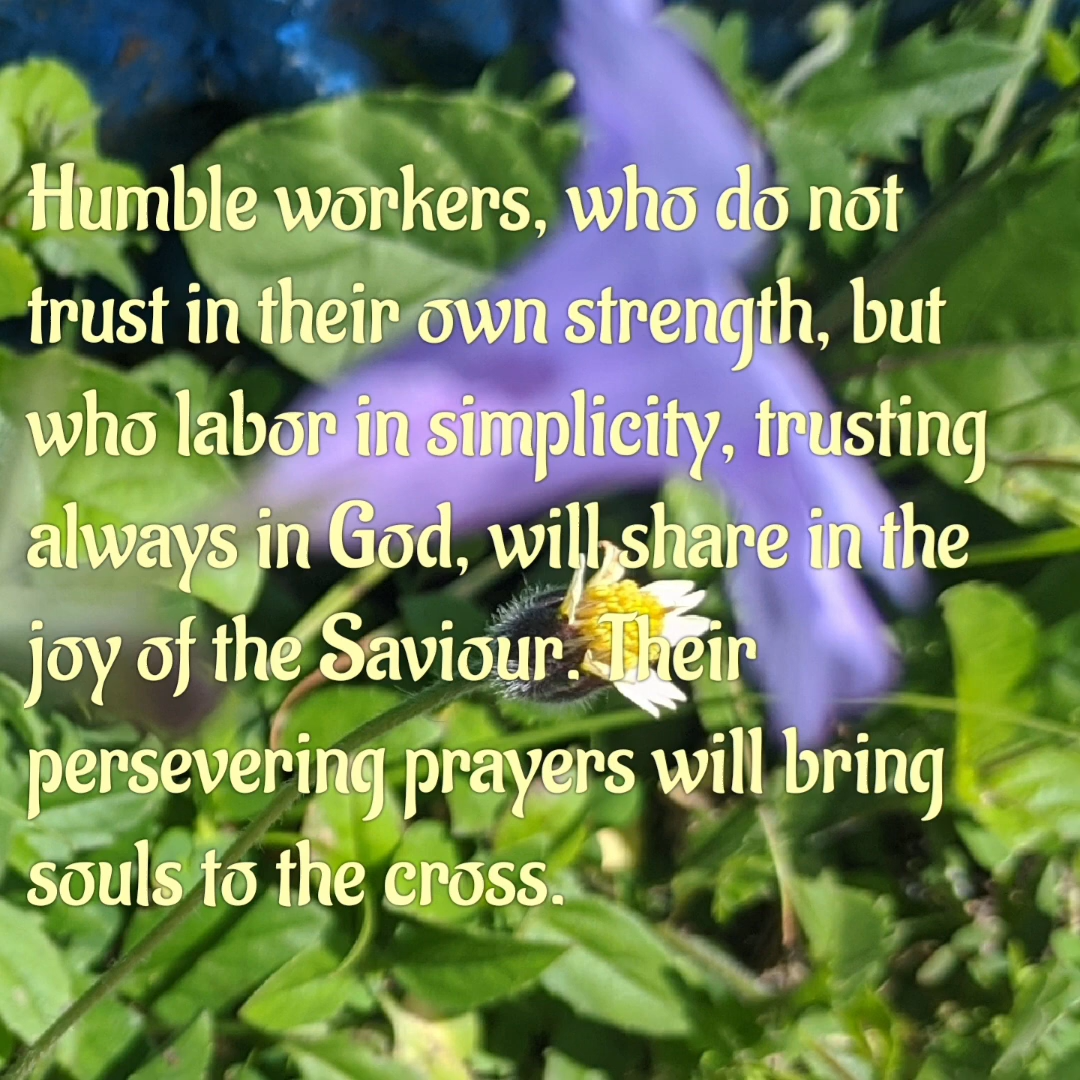 Humble workers, who do not
trust in their own strength, but
who labor in simplicity, trusting
always in God, will share in the
joy of the Saviour. Their
persevering prayers will bring
souls to the cross.